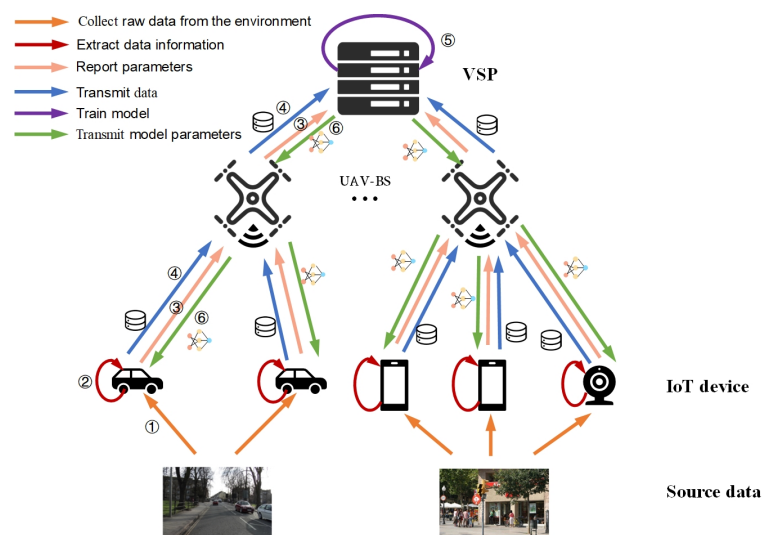 Collect raw data from the environment
Extract data information
Report parameters
Transmit data
Train model
Transmit model parameters
⑤
VSP
④
③
⑥
UAV-BS
...
④
③
⑥
②
IoT device
①
Source data